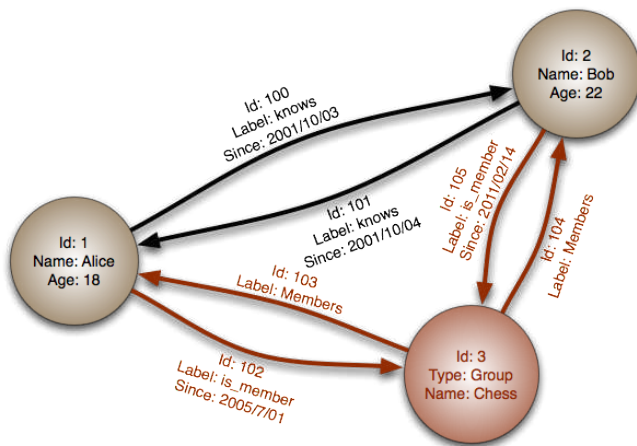 Id: 2
Name: Bob
Age: 22
Id: 100
Label: knows
Since: 2001/10/03
Id: 101
Label: knows
Since: 2001/10/04
Id: 105
Label: is_member
Since: 2011/02/14
Id: 104
Label: Members
Id: 1
Name: Alice
Age: 18
Id: 103
Label: Members
Id: 102
Label: is_member
Since: 2005/7/01
Id: 3
Type: Group
Name: Chess